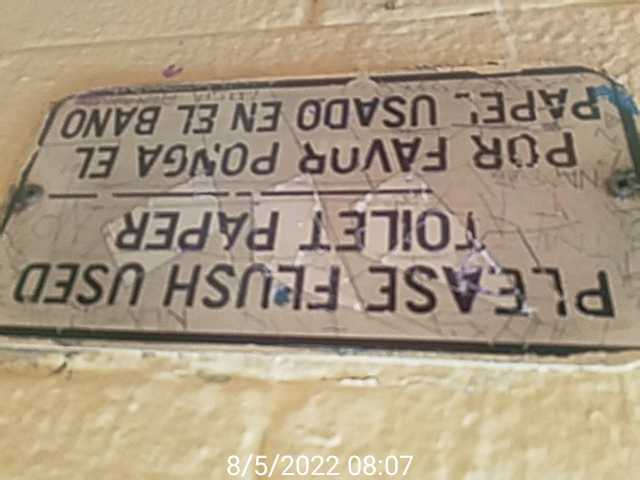 PLEASE FLUSH USED
TOILET PAPER
POR FAVOR PONGA EL
PAPEL USADO EN EL BANO
8/5/2022 08:07